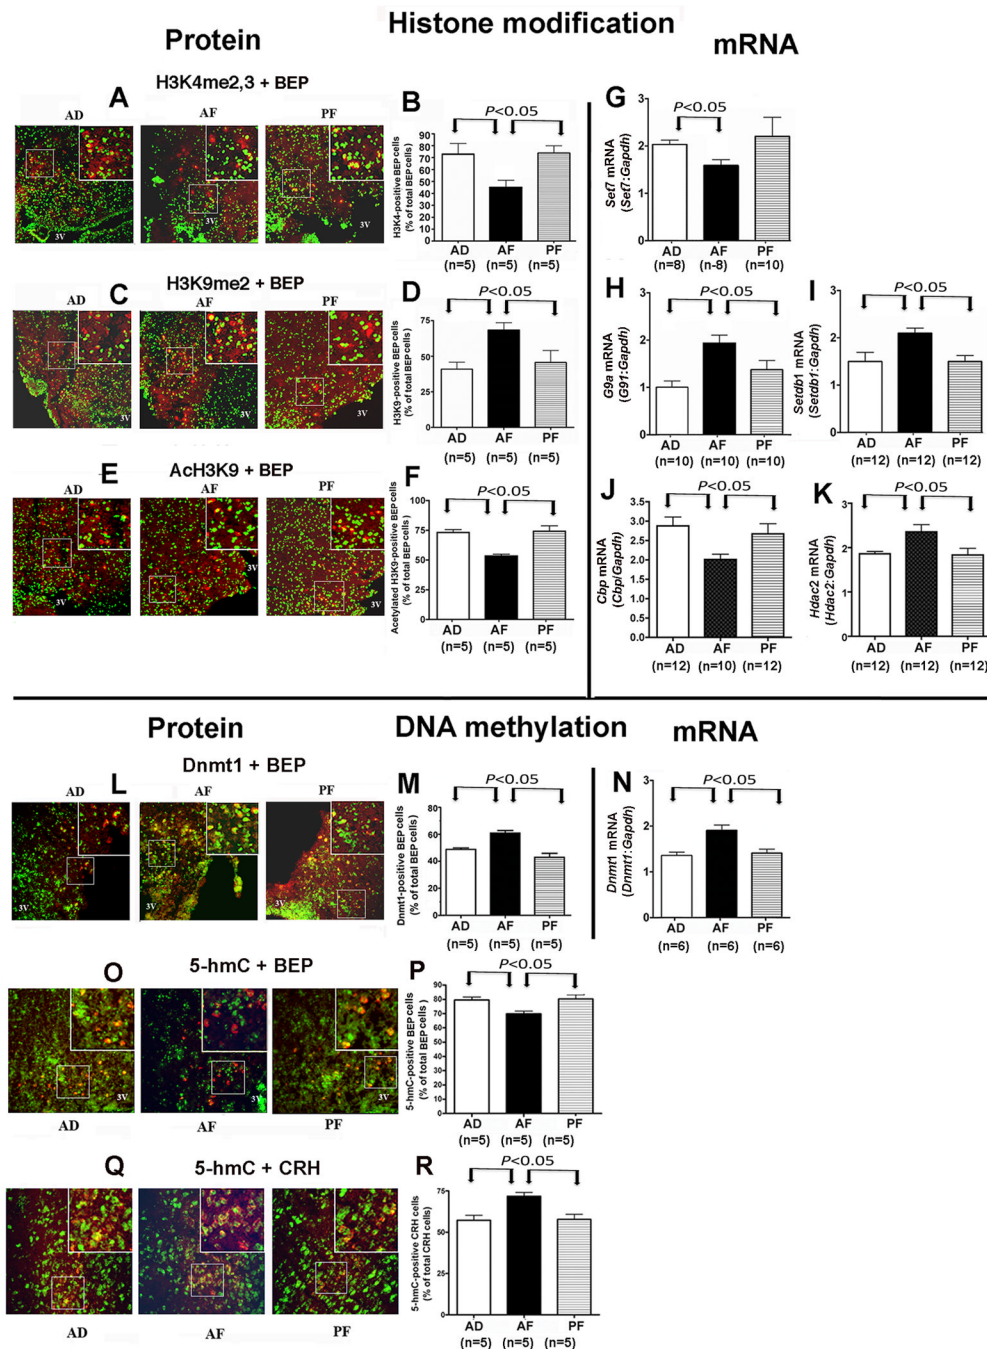 Histone modification
Protein
mRNA
H3K4me2,3 + BEP
A
AD
AF
PF
3V
3V
3V
B
P<0.05
H3K4-positive BEP cells
(% of total BEP cells)
90
80
70
60
50
40
30
20
10
0
AD
AF
PF
(n=5)
(n=5)
(n=5)
G
P<0.05
Set7 mRNA
(Set7:Gapdh)
3
2
1
0
AD
AF
PF
(n=8)
(n-8)
(n=10)
H3K9me2 + BEP
C
AD
AF
PF
3V
3V
3V
D
P<0.05
H3K9-positive BEP cells
(% of total BEP cells)
75
50
25
0
AD
AF
PF
(n=5)
(n=5)
(n=5)
H
P<0.05
G9a mRNA
(G91:Gapdh)
3
2
1
0
AD
AF
PF
(n=10)
(n=10)
(n=10)
I
P<0.05
Setdb1 mRNA
(Setdb1:Gapdh)
3
2
1
0
AD
AF
PF
(n=12)
(n=12)
(n=12)
AcH3K9 + BEP
E
AD
AF
PF
3V
3V
3V
F
P<0.05
Acetylated H3K9-positive BEP cells
(% of total BEP cells)
100
75
50
25
0
AD
AF
PF
(n=5)
(n=5)
(n=5)
J
P<0.05
Cbp mRNA
(Cbp/Gapdh)
3.5
3.0
2.5
2.0
1.5
1.0
0.5
0.0
AD
AF
PF
(n=12)
(n=10)
(n=12)
K
P<0.05
Hdac2 mRNA
(Hdac2:Gapdh)
3
2
1
0
AD
AF
PF
(n=12)
(n=12)
(n=12)
DNA methylation
Protein
mRNA
Dnmt1 + BEP
L
AD
AF
PF
3V
3V
3V
M
P<0.05
Dnmt1-positive BEP cells
(% of total BEP cells)
80
60
40
20
0
AD
AF
PF
(n=5)
(n=5)
(n=5)
N
P<0.05
Dnmt1 mRNA
(Dnmt1:Gapdh)
3
2
1
0
AD
AF
PF
(n=6)
(n=6)
(n=6)
5-hmC + BEP
O
3V
3V
3V
AD
AF
PF
P
P<0.05
5-hmC-positive BEP cells
(% of total BEP cells )
90
80
70
60
50
40
30
20
10
0
AD
AF
PF
(n=5)
(n=5)
(n=5)
5-hmC + CRH
Q
AD
AF
PF
R
P<0.05
5-hmC-positive CRH cells
(% of total CRH cells)
75
50
25
0
AD
AF
PF
(n=5)
(n=5)
(n=5)